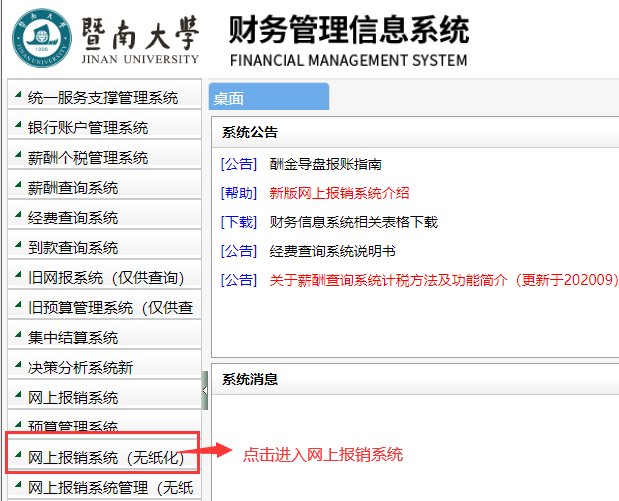 暨南大学
JINAN UNIVERSITY
财务管理信息系统
FINANCIAL MANAGEMENT SYSTEM
统一服务支撑管理系统
银行账户管理系统
薪酬个税管理系统
薪酬查询系统
经费查询系统
到款查询系统
旧网报系统（仅供查询）
旧预算管理系统（仅供查
集中结算系统
决策分析系统新
网上报销系统
预算管理系统
网上报销系统（无纸化）
网上报销系统管理（无纸
桌面
系统公告
[公告] 酬金导盘报账指南
[帮助] 新版网上报销系统介绍
[下载] 财务信息系统相关表格下载
[公告] 经费查询系统说明书
[公告] 关于薪酬查询系统计税方法及功能简介（更新于202009）
系统消息
点击进入网上报销系统